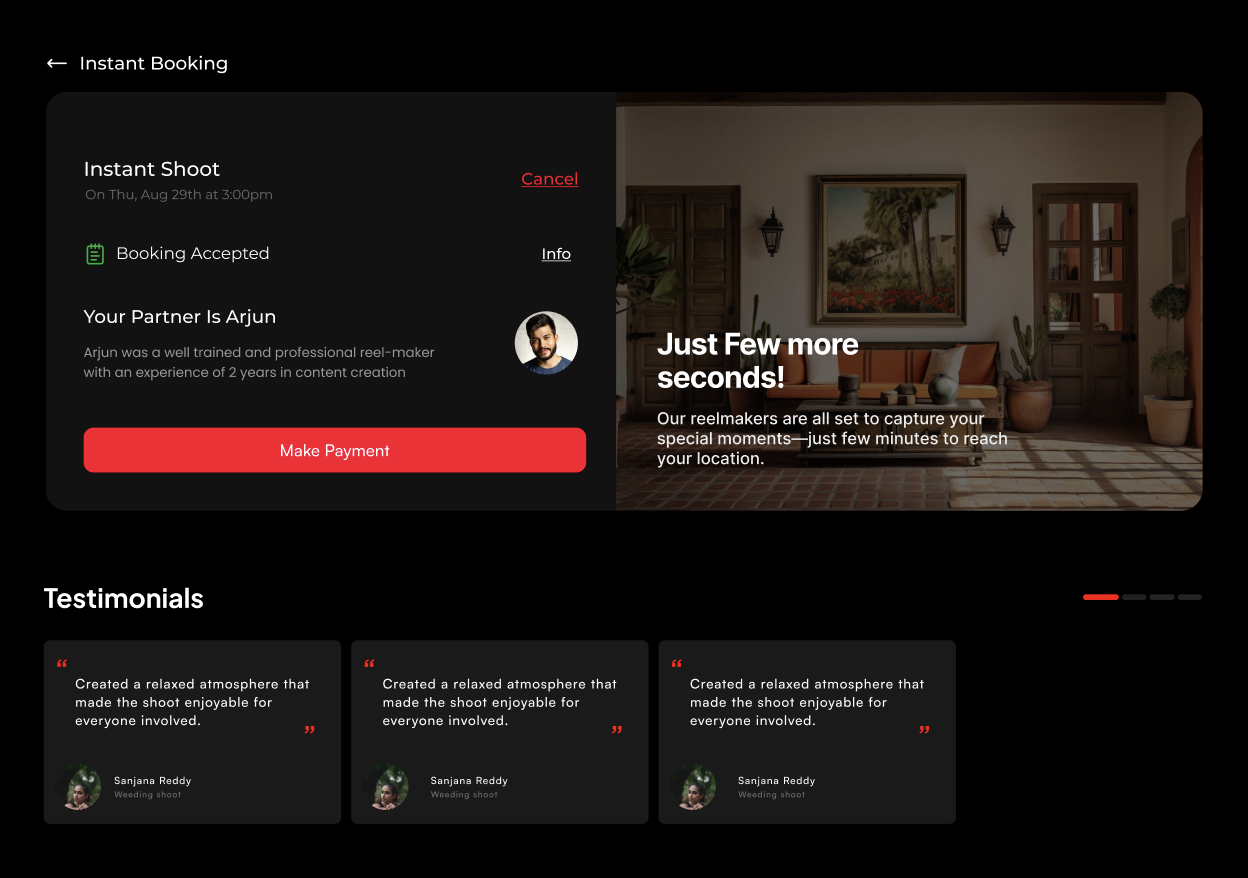 Instant Booking
Instant Shoot
On Thu, Aug 29th at 3:00pm
Cancel
Booking Accepted
Info
Your Partner Is Arjun
Arjun was a well trained and professional reel-maker
with an experience of 2 years in content creation
Make Payment
Just Few more
seconds!
Our reelmakers are all set to capture your
special moments—just few minutes to reach
your location.
Testimonials
“
Created a relaxed atmosphere that
made the shoot enjoyable for
everyone involved.
”
Sanjana Reddy
Weeding shoot
“
Created a relaxed atmosphere that
made the shoot enjoyable for
everyone involved.
”
Sanjana Reddy
Weeding shoot
“
Created a relaxed atmosphere that
made the shoot enjoyable for
everyone involved.
”
Sanjana Reddy
Weeding shoot